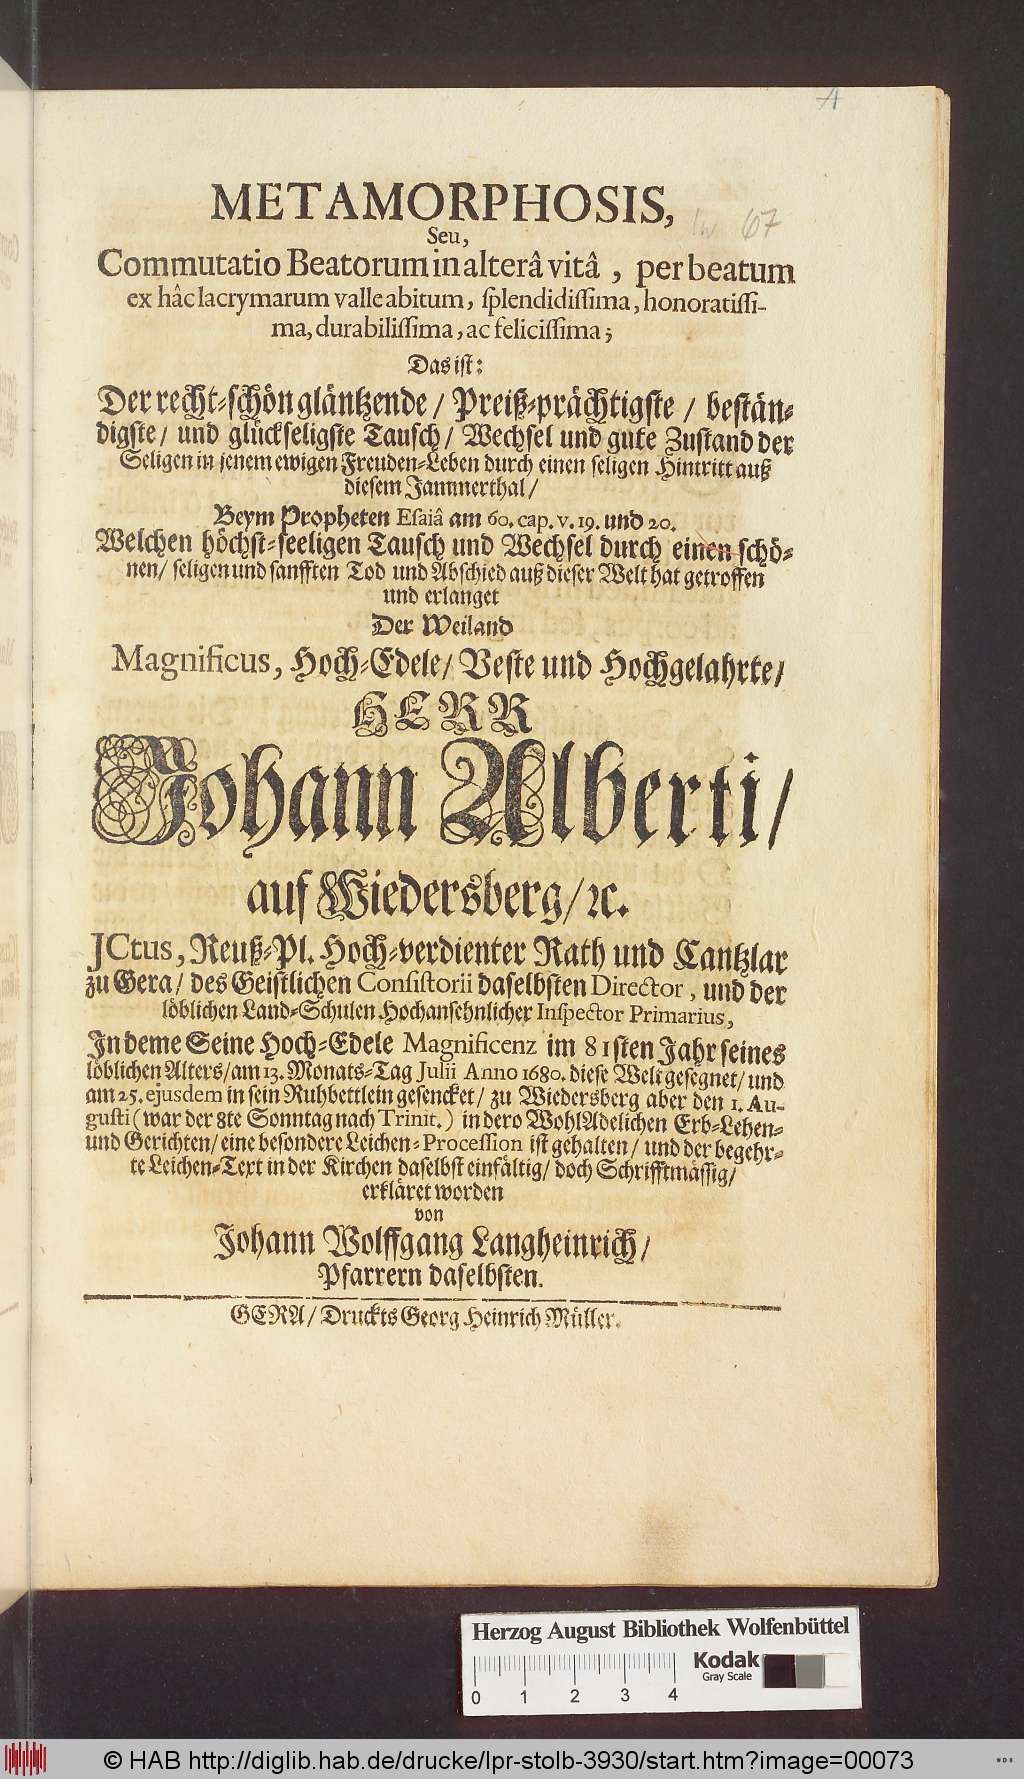 METAMORPHOSIS,
Seu,
Commutatio Beatorum in alterâ vitâ, per beatum
ex hâc lacrymarum valle abitum, ſplendidiſſima, honoratiſſi-
ma, durabiliſſima, ac feliciſſima;
Das iſt:
Der recht-ſchön gläntzende / Preiß-prächtigſte / beſtän-
digſte / und glückſeligſte Tauſch / Wechſel und gute Zuſtand der
Seligen in jenem ewigen Freuden-Leben durch einen ſeligen Hintritt auß
dieſem Jammerthal /
Beym Propheten Eſaiâ am 60. cap. v. 19. und 20.
Welchen höchſt-ſeeligen Tauſch und Wechſel durch einen ſchö-
nen / ſeligen und ſanfften Tod und Abſchied auß dieſer Welt hat getroffen
und erlanget
Der Weiland
Magnificus, Hoch-Edele / Veſte und Hochgelahrte /
HERR
Johann Alberti /
auf Wiedersberg / ꝛc.
JCtus, Reuß-Pl. Hoch-verdienter Rath und Cantzlar
zu Gera / des Geiſtlichen Conſiſtorii daſelbſten Director, und der
löblichen Land-Schulen Hochanſehnlicher Inſpector Primarius,
In deme Seine Hoch-Edele Magnificenz im 81ſten Jahr ſeines
löblichen Alters / am 13. Monats-Tag Julii Anno 1680. dieſe Welt geſegnet / und
am 25. ejusdem in ſein Ruhbettlein geſencket / zu Wiedersberg aber den 1. Au-
guſti (war der 8te Sonntag nach Trinit.) in dero WohlAdelichen Erb-Lehen-
und Gerichten / eine beſondere Leichen-Proceſſion iſt gehalten / und der begehr-
te Leichen-Text in der Kirchen daſelbſt einfältig / doch Schrifftmäſſig /
erkläret worden
von
Johann Wolffgang Langheinrich /
Pfarrern daſelbſten.
GERA / Druckts Georg Heinrich Müller.
67
Herzog August Bibliothek Wolfenbüttel
Kodak
Gray Scale
0 1 2 3 4
© HAB http://diglib.hab.de/drucke/lpr-stolb-3930/start.htm?image=00073